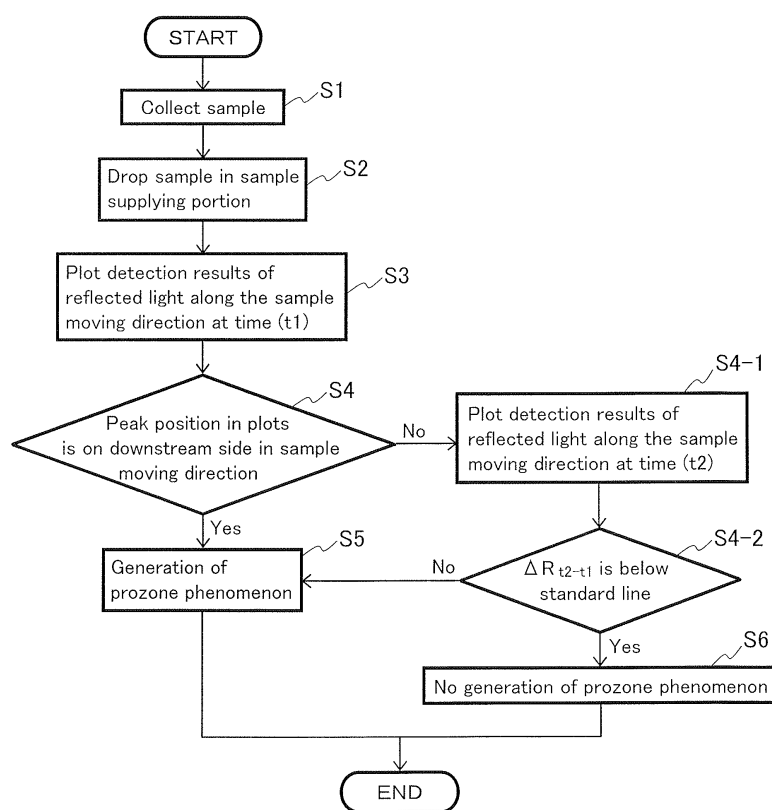 START
S1
Collect sample
S2
Drop sample in sample
supplying portion
S3
Plot detection results of
reflected light along the sample
moving direction at time (t1)
S4
Peak position in plots
is on downstream side in sample
moving direction
No
S4-1
Plot detection results of
reflected light along the sample
moving direction at time (t2)
Yes
S5
Generation of
prozone phenomenon
No
S4-2
ΔR t2-t1 is below
standard line
Yes
S6
No generation of prozone phenomenon
END